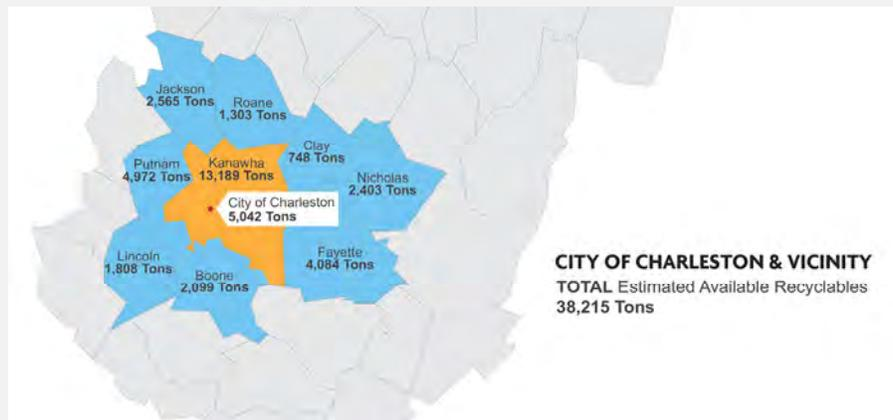 Jackson
2,565 Tons
Roane
1,303 Tons
Clay
748 Tons
Putnam
4,972 Tons
Kanawha
13,189 Tons
Nicholas
2,403 Tons
City of Charleston
5,042 Tons
Lincoln
1,808 Tons
Boone
2,099 Tons
Fayette
4,084 Tons
CITY OF CHARLESTON & VICINITY
TOTAL Estimated Available Recyclables
38,215 Tons